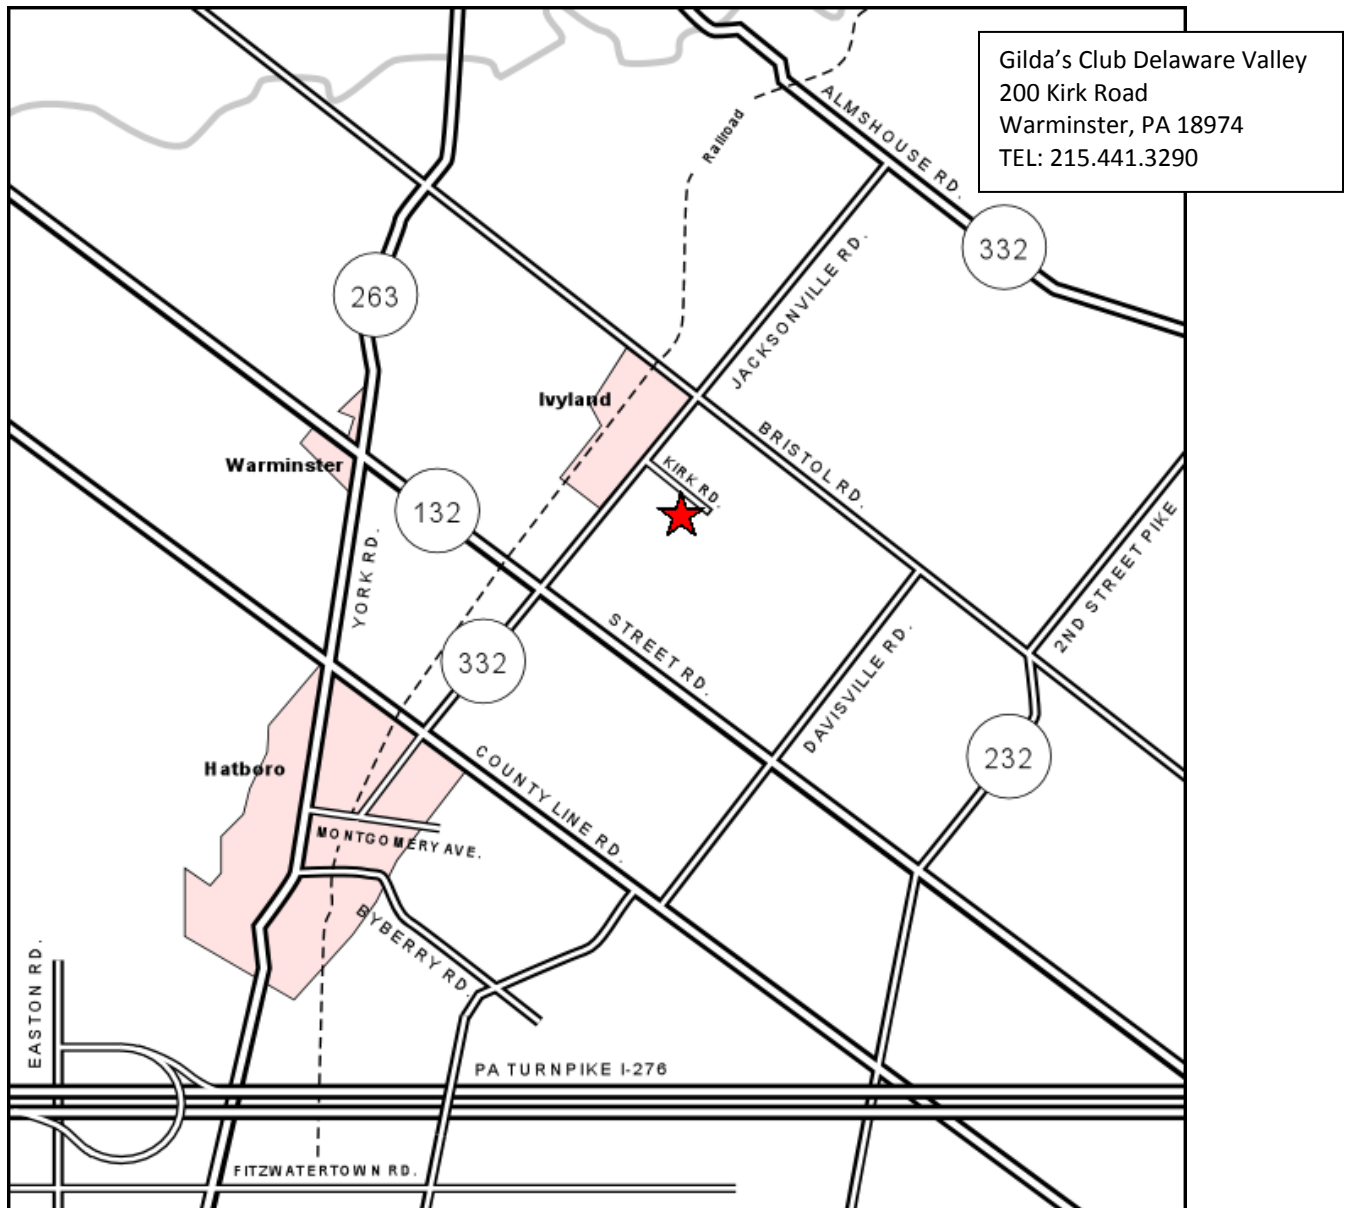 Gilda's Club Delaware Valley
200 Kirk Road
Warminster, PA 18974
TEL: 215.441.3290
ALMSHOUSE RD.
Railroad
332
JACKSONVILLE RD.
263
Ivyland
BRISTOL RD.
KIRK RD.
Warminster
132
2ND STREET PIKE
YORK RD.
STREET RD.
332
DAVISVILLE RD.
232
Hatboro
COUNTY LINE RD.
MONTGOMERY AVE.
BYBERRY RD.
EASTON RD.
PA TURNPIKE I-276
FITZWATERTOWN RD.